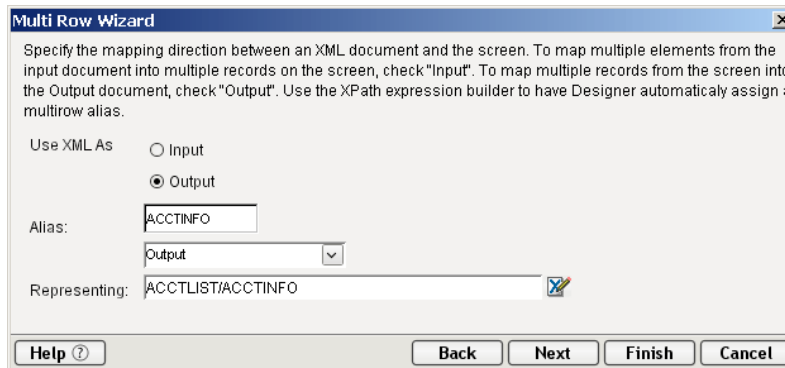 Multi Row Wizard
Specify the mapping direction between an XML document and the screen. To map multiple elements from the
input document into multiple records on the screen, check "Input". To map multiple records from the screen into
the Output document, check "Output". Use the XPath expression builder to have Designer automaticaly assign a
multirow alias.
Use XML As
Input
Output
Alias:
ACCTINFO
Output
Representing:
ACCTLIST/ACCTINFO
Help ?
Back
Next
Finish
Cancel